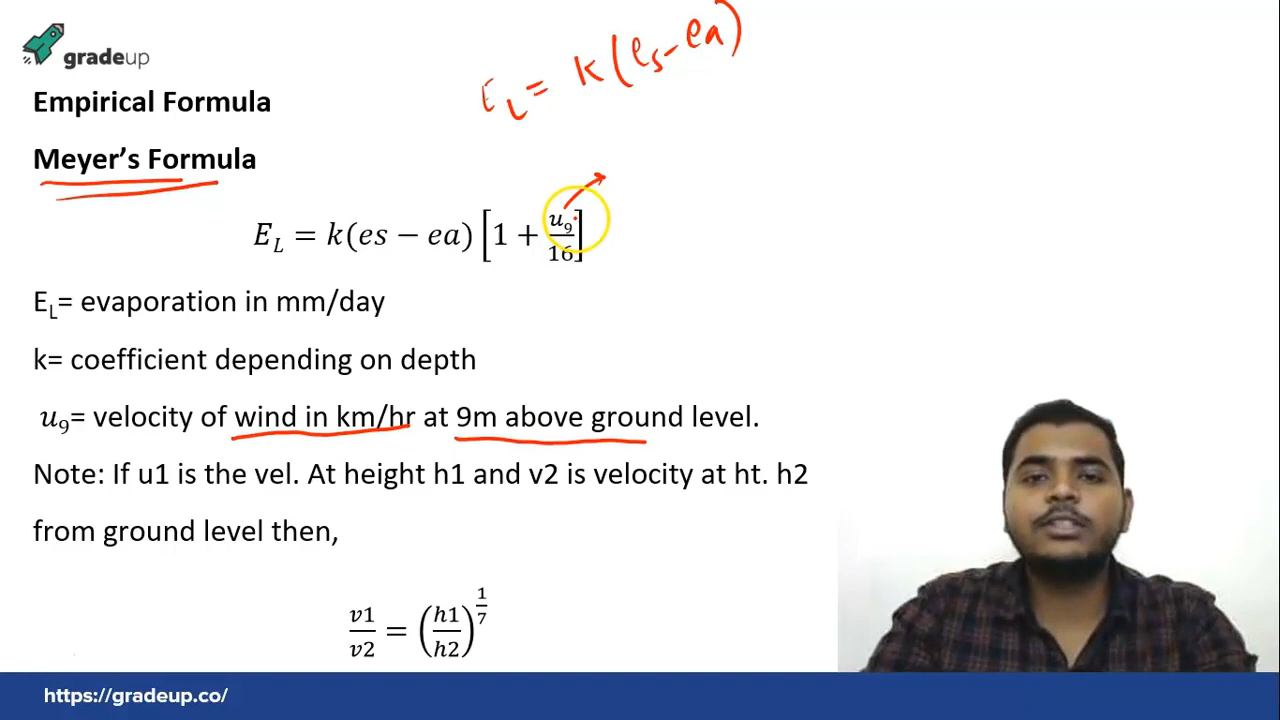 gradeup
E_L = k(es-ea)
Empirical Formula
Meyer’s Formula
E_L = k(es − ea) [1 + u_9/16]
E_L= evaporation in mm/day
k= coefficient depending on depth
u_9= velocity of wind in km/hr at 9m above ground level.
Note: If u1 is the vel. At height h1 and v2 is velocity at ht. h2
from ground level then,
v1/v2 = (h1/h2)^(1/7)
https://gradeup.co/